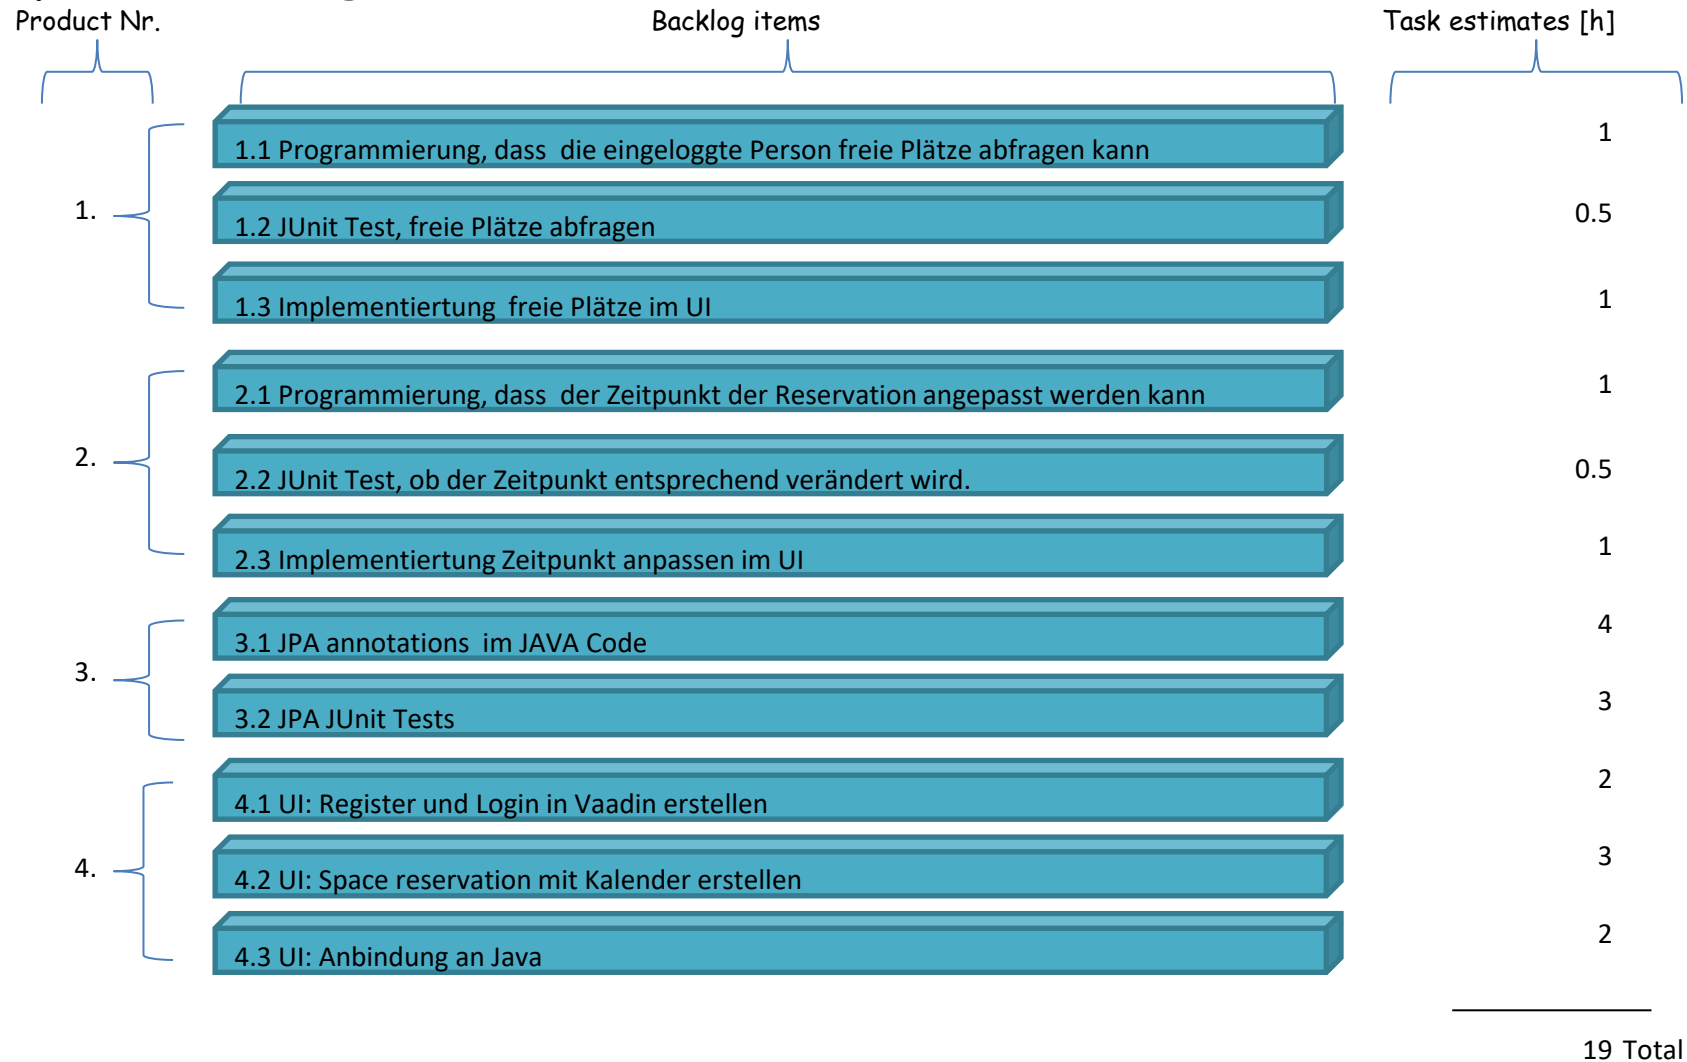 Product Nr. Backlog items Task estimates [h]
1.1 Programmierung, dass die eingeloggte Person freie Plätze abfragen kann 1
1. 1.2 JUnit Test, freie Plätze abfragen 0.5
1.3 Implementiertung freie Plätze im UI 1
2.1 Programmierung, dass der Zeitpunkt der Reservation angepasst werden kann 1
2. 2.2 JUnit Test, ob der Zeitpunkt entsprechend verändert wird. 0.5
2.3 Implementiertung Zeitpunkt anpassen im UI 1
3.1 JPA annotations im JAVA Code 4
3. 3.2 JPA JUnit Tests 3
4.1 UI: Register und Login in Vaadin erstellen 2
4. 4.2 UI: Space reservation mit Kalender erstellen 3
4.3 UI: Anbindung an Java 2
19 Total